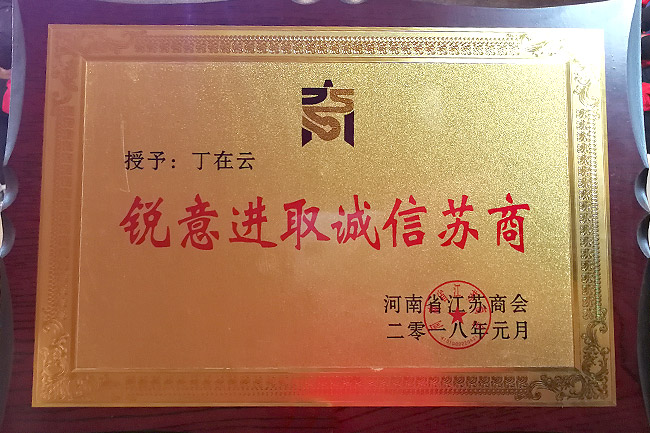 授予：丁在云
锐意进取诚信苏商
河南省江苏商会
二零一八年元月